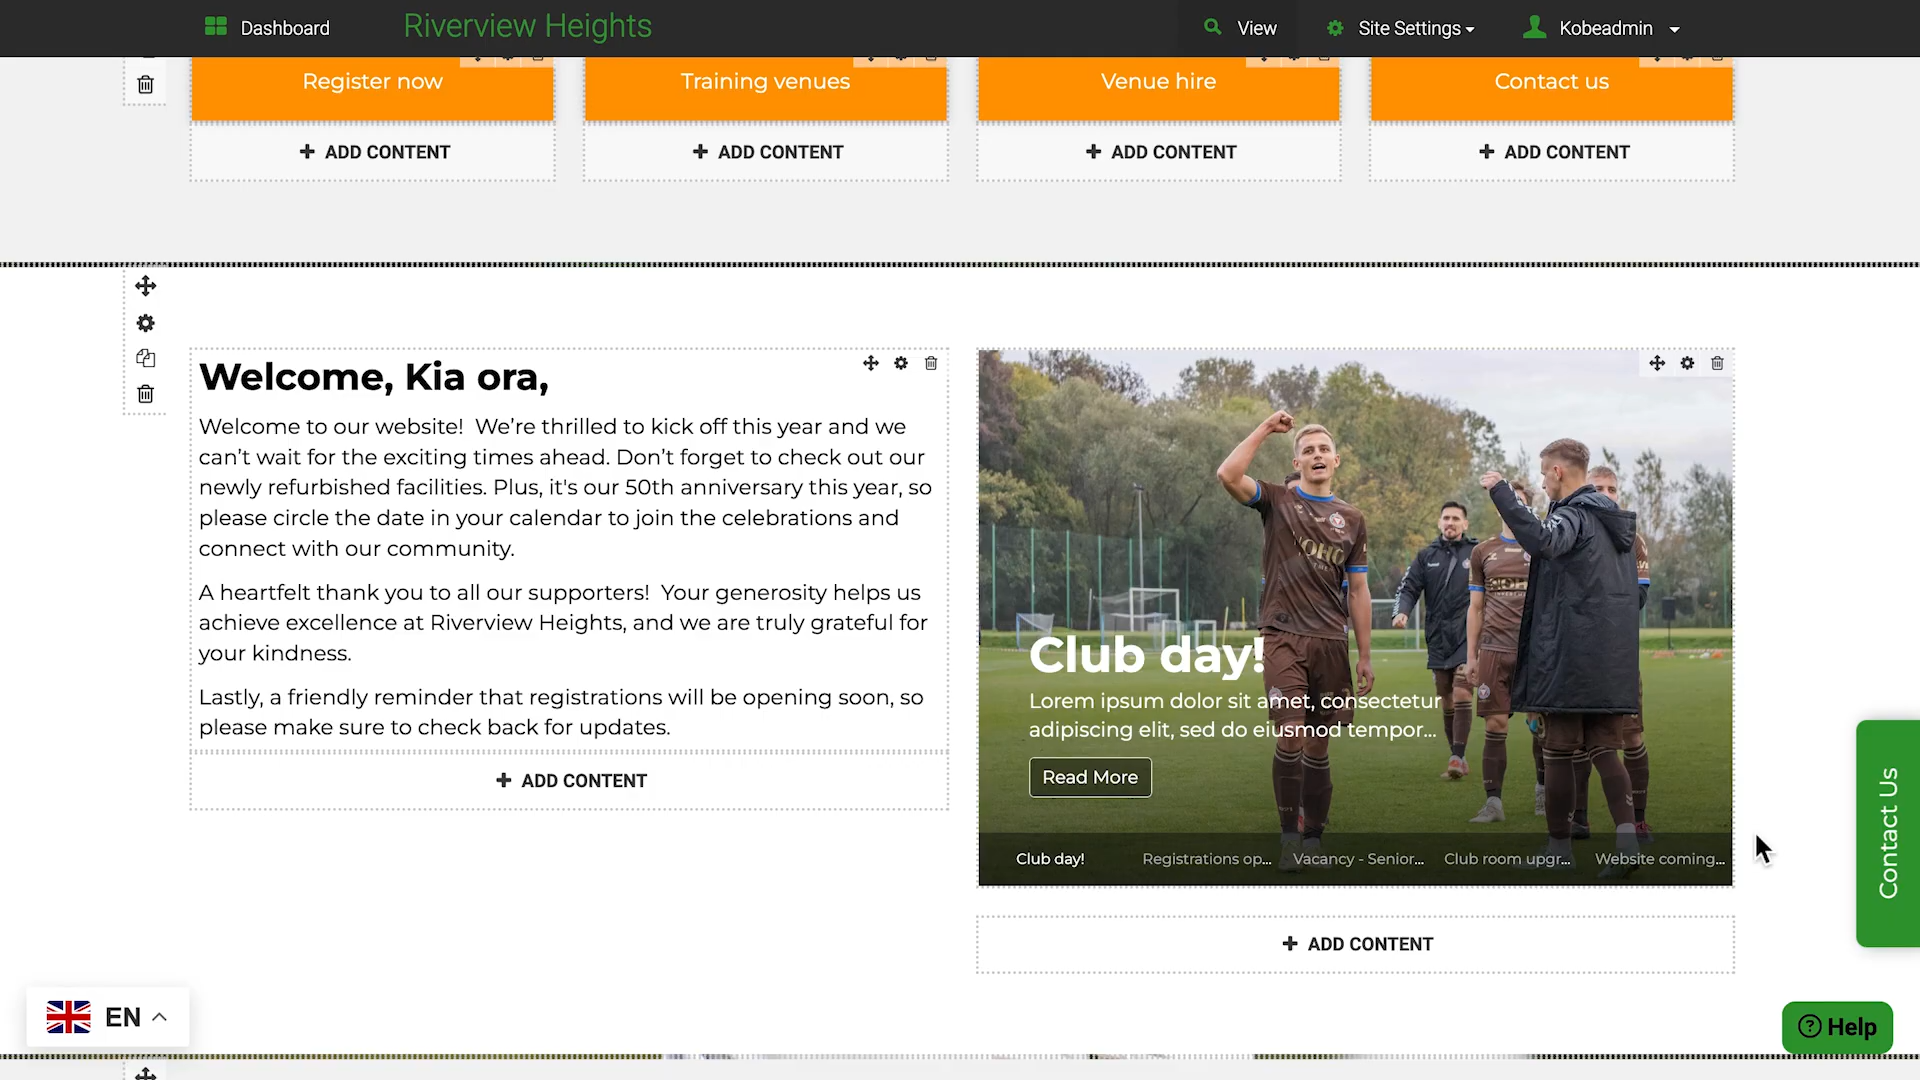 Dashboard
Riverview Heights
View
Site Settings
Kobeadmin
Register now
Training venues
Venue hire
Contact us
ADD CONTENT
ADD CONTENT
ADD CONTENT
ADD CONTENT
Welcome, Kia ora,
Welcome to our website!  We’re thrilled to kick off this year and we
can’t wait for the exciting times ahead. Don’t forget to check out our
newly refurbished facilities. Plus, it's our 50th anniversary this year, so
please circle the date in your calendar to join the celebrations and
connect with our community.
A heartfelt thank you to all our supporters!  Your generosity helps us
achieve excellence at Riverview Heights, and we are truly grateful for
your kindness.
Lastly, a friendly reminder that registrations will be opening soon, so
please make sure to check back for updates.
ADD CONTENT
Club day!
Lorem ipsum dolor sit amet, consectetur
adipiscing elit, sed do eiusmod tempor...
Read More
Club day!
Registrations op...
Vacancy - Senior...
Club room upgr...
Website coming...
ADD CONTENT
Contact Us
EN
Help